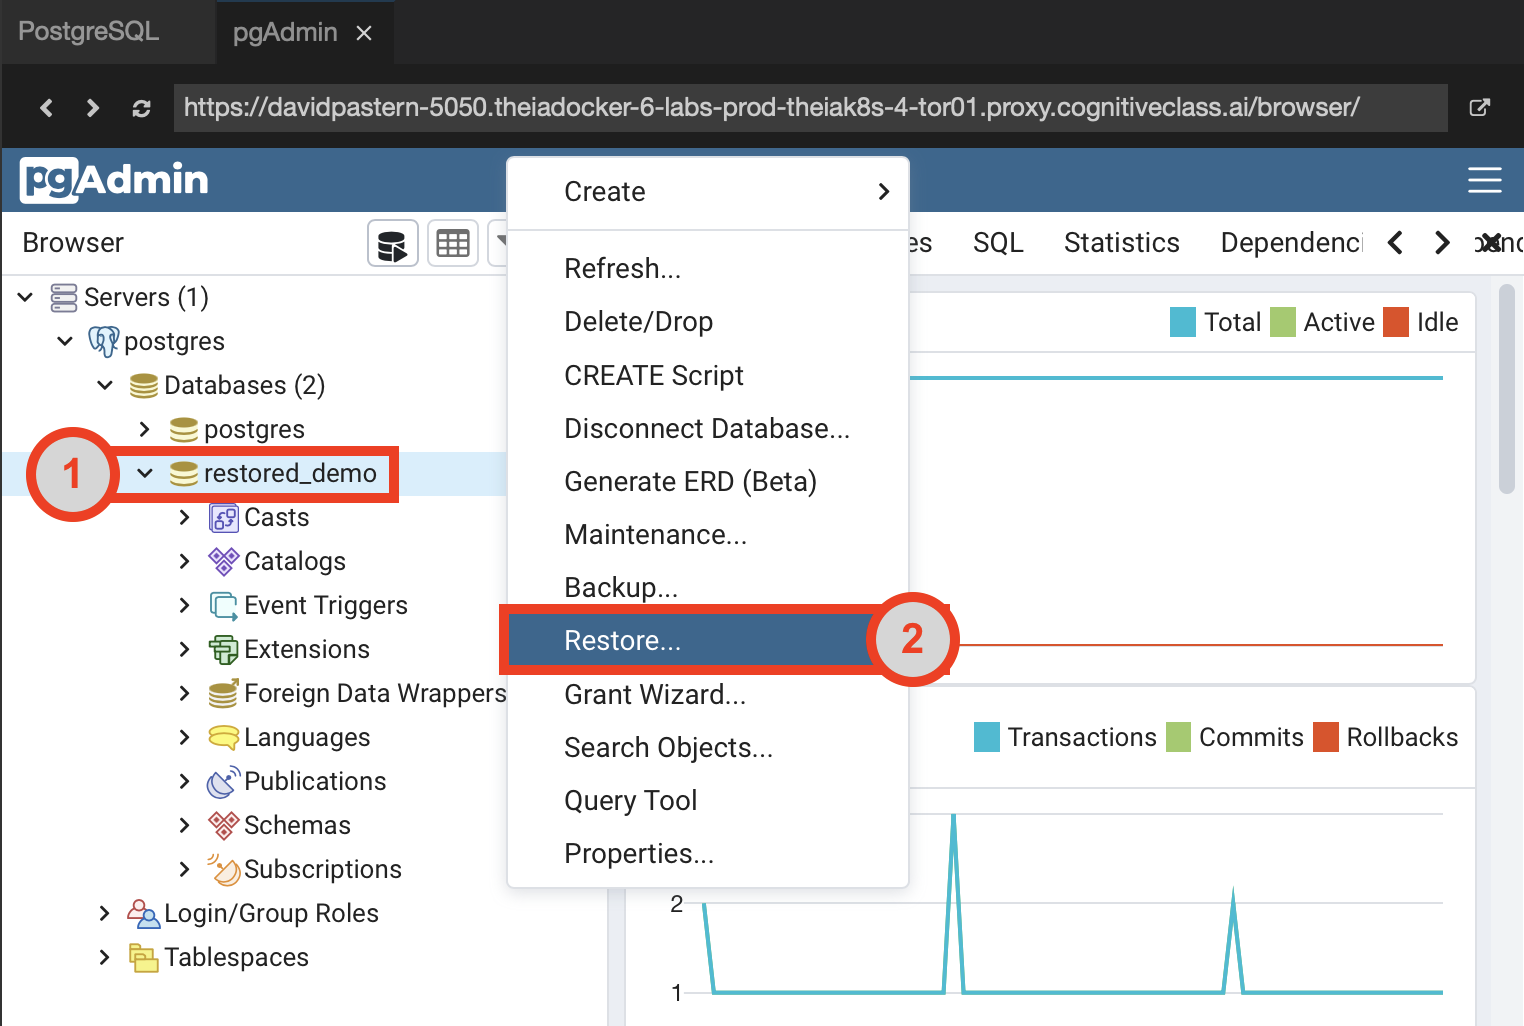 PostgreSQL
pgAdmin
https://davidpastern-5050.theiadocker-6-labs-prod-theiak8s-4-tor01.proxy.cognitiveclass.ai/browser/
pgAdmin
Browser
es SQL Statistics Dependenci
Servers (1)
postgres
Databases (2)
postgres
1
restored_demo
Casts
Catalogs
Event Triggers
Extensions
Foreign Data Wrappers
Languages
Publications
Schemas
Subscriptions
Login/Group Roles
Tablespaces
Create
Refresh...
Delete/Drop
CREATE Script
Disconnect Database...
Generate ERD (Beta)
Maintenance...
Backup...
Restore...
2
Grant Wizard...
Search Objects...
Query Tool
Properties...
Total Active Idle
Transactions Commits Rollbacks
2
1